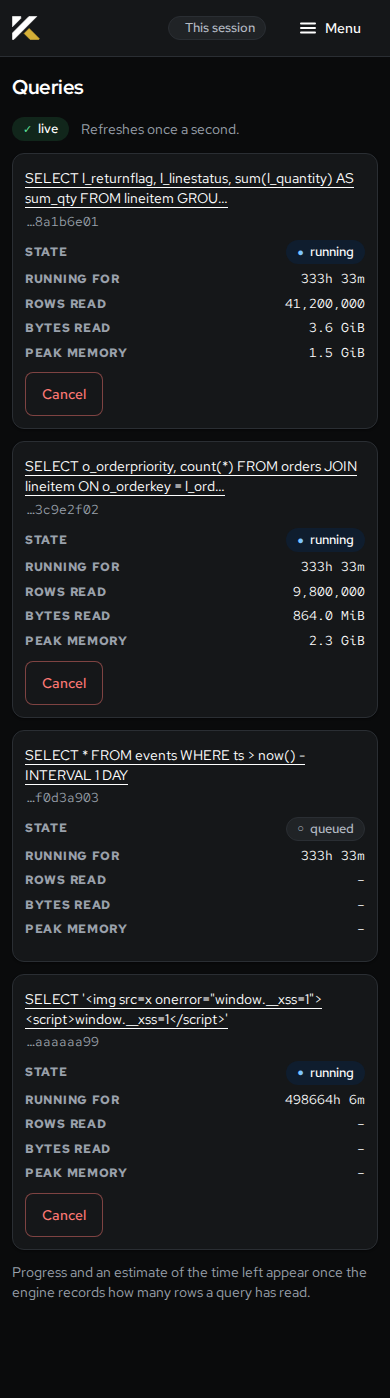 This session
Menu
Queries
✓ live
Refreshes once a second.
SELECT l_returnflag, l_linestatus, sum(l_quantity) AS
sum_qty FROM lineitem GROU…
…8a1b6e01
STATE
running
RUNNING FOR
333h 33m
ROWS READ
41,200,000
BYTES READ
3.6 GiB
PEAK MEMORY
1.5 GiB
Cancel
SELECT o_orderpriority, count(*) FROM orders JOIN
lineitem ON o_orderkey = l_ord…
…3c9e2f02
STATE
running
RUNNING FOR
333h 33m
ROWS READ
9,800,000
BYTES READ
864.0 MiB
PEAK MEMORY
2.3 GiB
Cancel
SELECT * FROM events WHERE ts > now() -
INTERVAL 1 DAY
…f0d3a903
STATE
queued
RUNNING FOR
333h 33m
ROWS READ
–
BYTES READ
–
PEAK MEMORY
–
SELECT '<img src=x onerror="window.__xss=1">
<script>window.__xss=1</script>'
…aaaaaa99
STATE
running
RUNNING FOR
498664h 6m
ROWS READ
–
BYTES READ
–
PEAK MEMORY
–
Cancel
Progress and an estimate of the time left appear once the
engine records how many rows a query has read.